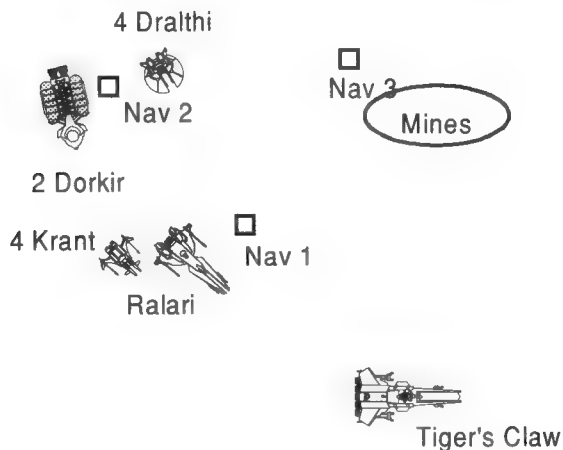 4 Dralthi
Nav 3
Nav 2
Mines
2 Dorkir
4 Krant
Nav 1
Ralari
Tiger's Claw